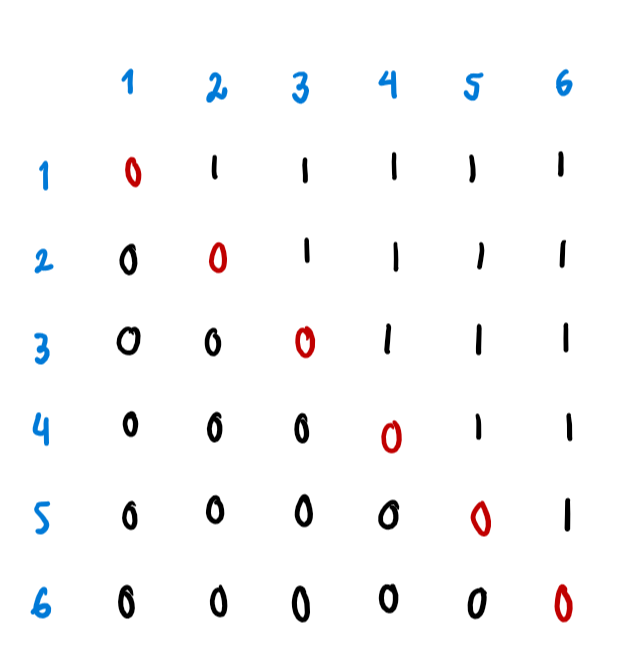 1 2 3 4 5 6
1 0 1 1 1 1 1
2 0 0 1 1 1 1
3 0 0 0 1 1 1
4 0 0 0 0 1 1
5 0 0 0 0 0 1
6 0 0 0 0 0 0